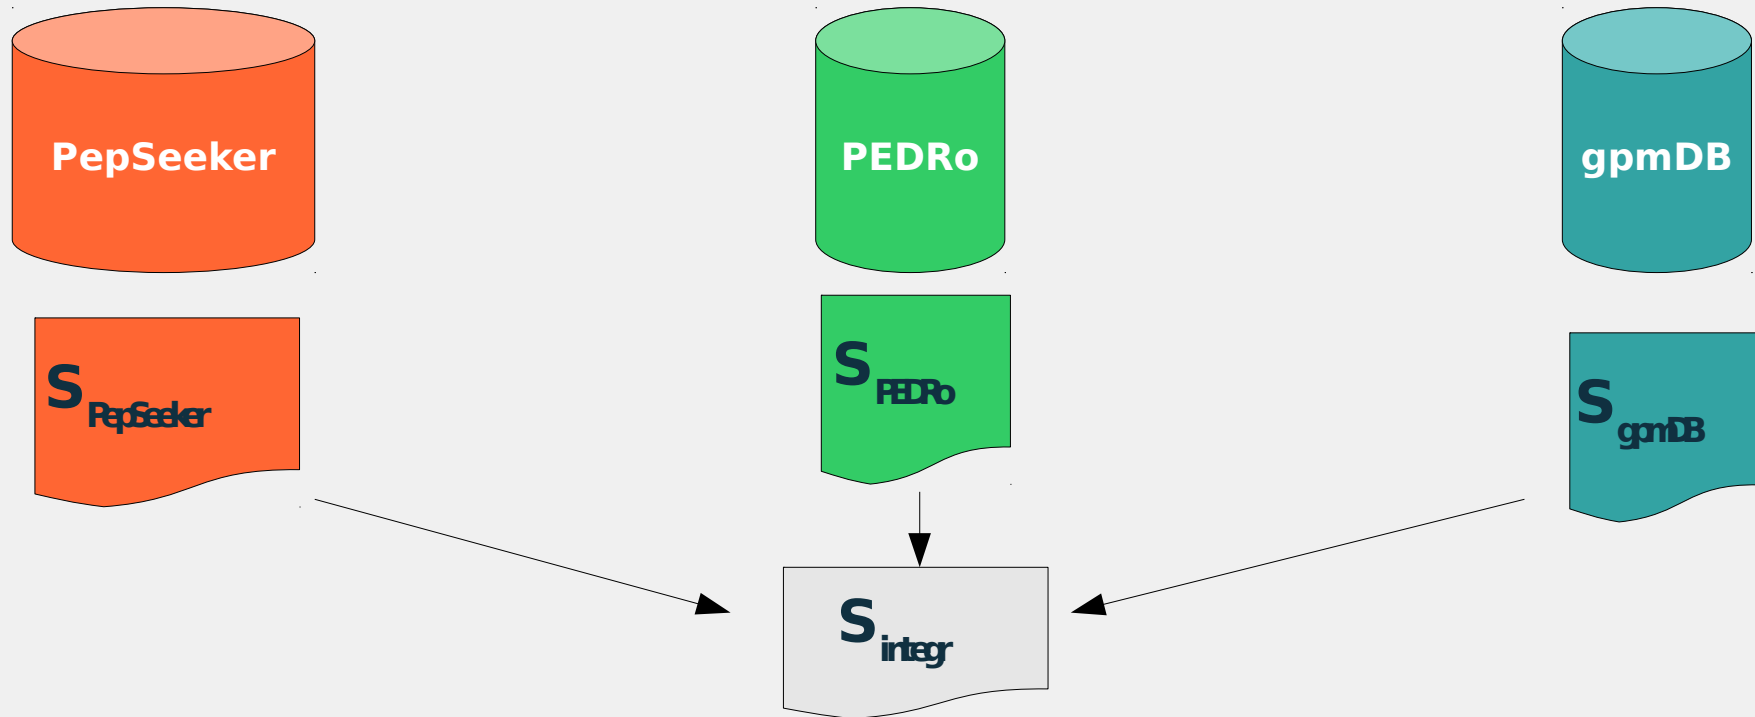 PepSeeker
PEDRo
gpmDB
S PepSeeker
S PEDRo
S gpmDB
S integr